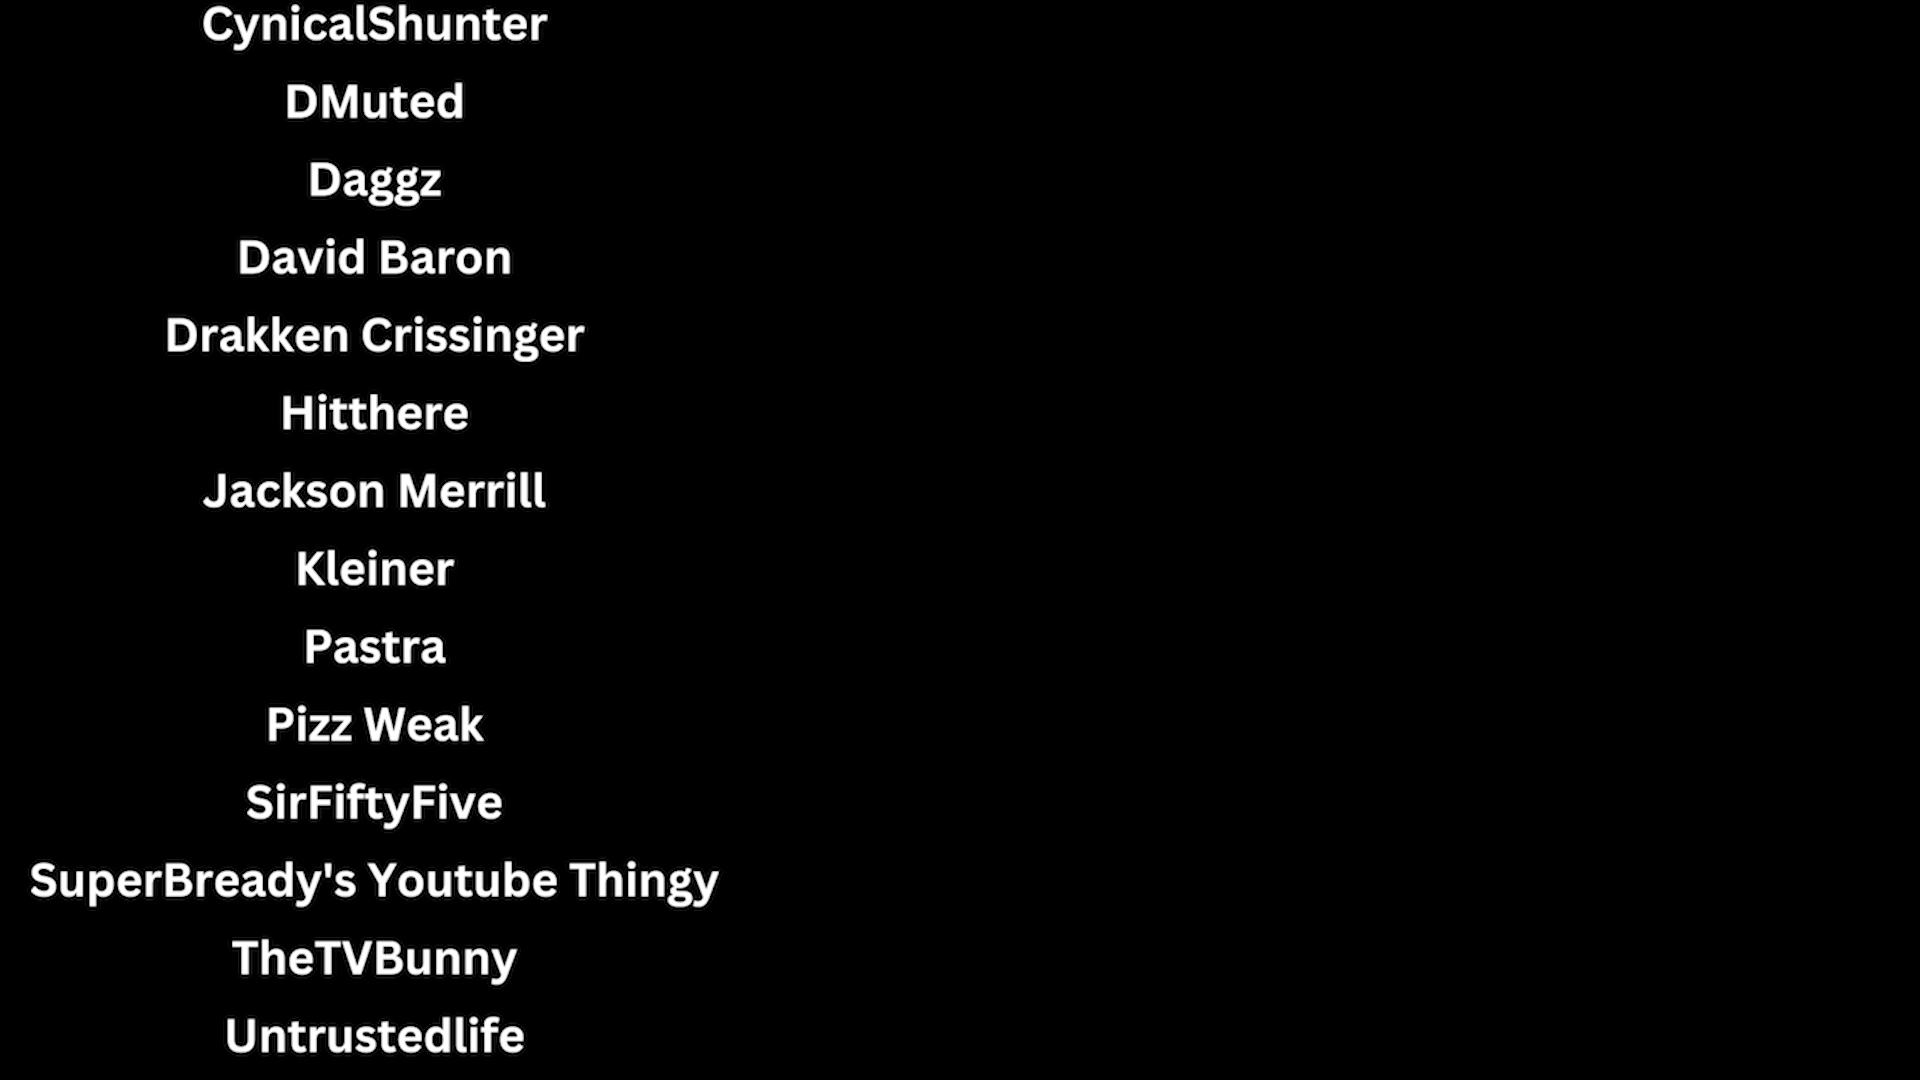 CynicalShunter
DMuted
Daggz
David Baron
Drakken Crissinger
Hitthere
Jackson Merrill
Kleiner
Pastra
Pizz Weak
SirFiftyFive
SuperBready's Youtube Thingy
TheTVBunny
Untrustedlife